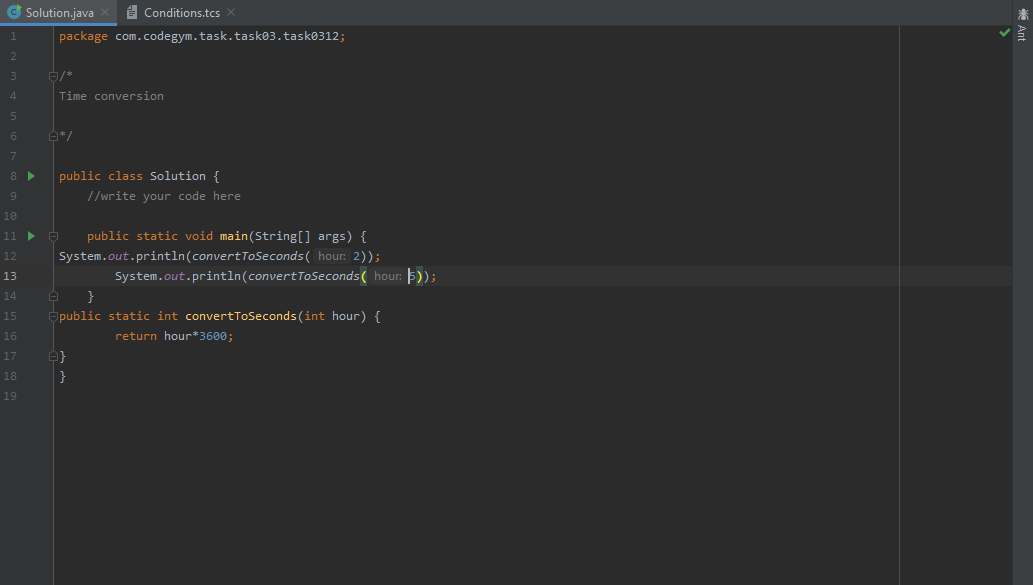 Solution.java Conditions.tcs
1 package com.codegym.task.task03.task0312;
2
3 /*
4 Time conversion
5
6 */
7
8 public class Solution {
9 //write your code here
10
11 public static void main(String[] args) {
12 System.out.println(convertToSeconds( hour: 2));
13 System.out.println(convertToSeconds( hour: 5));
14 }
15 public static int convertToSeconds(int hour) {
16 return hour*3600;
17 }
18 }
19
Ant